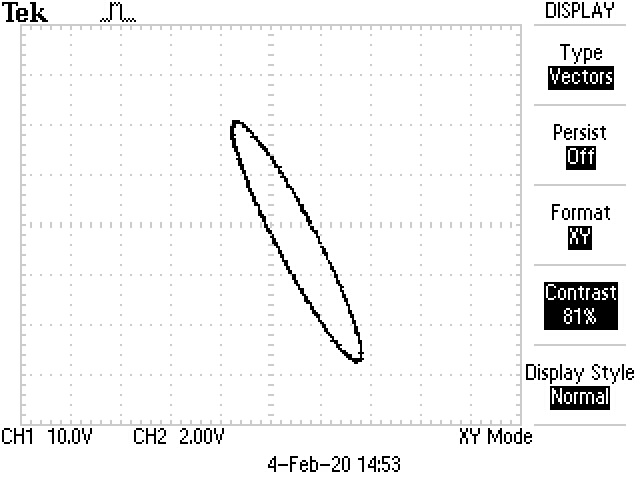 Tek
DISPLAY
Type
Vectors
Persist
Off
Format
XY
Contrast
81%
Display Style
Normal
CH1 10.0V CH2 2.00V XY Mode
4-Feb-20 14:53